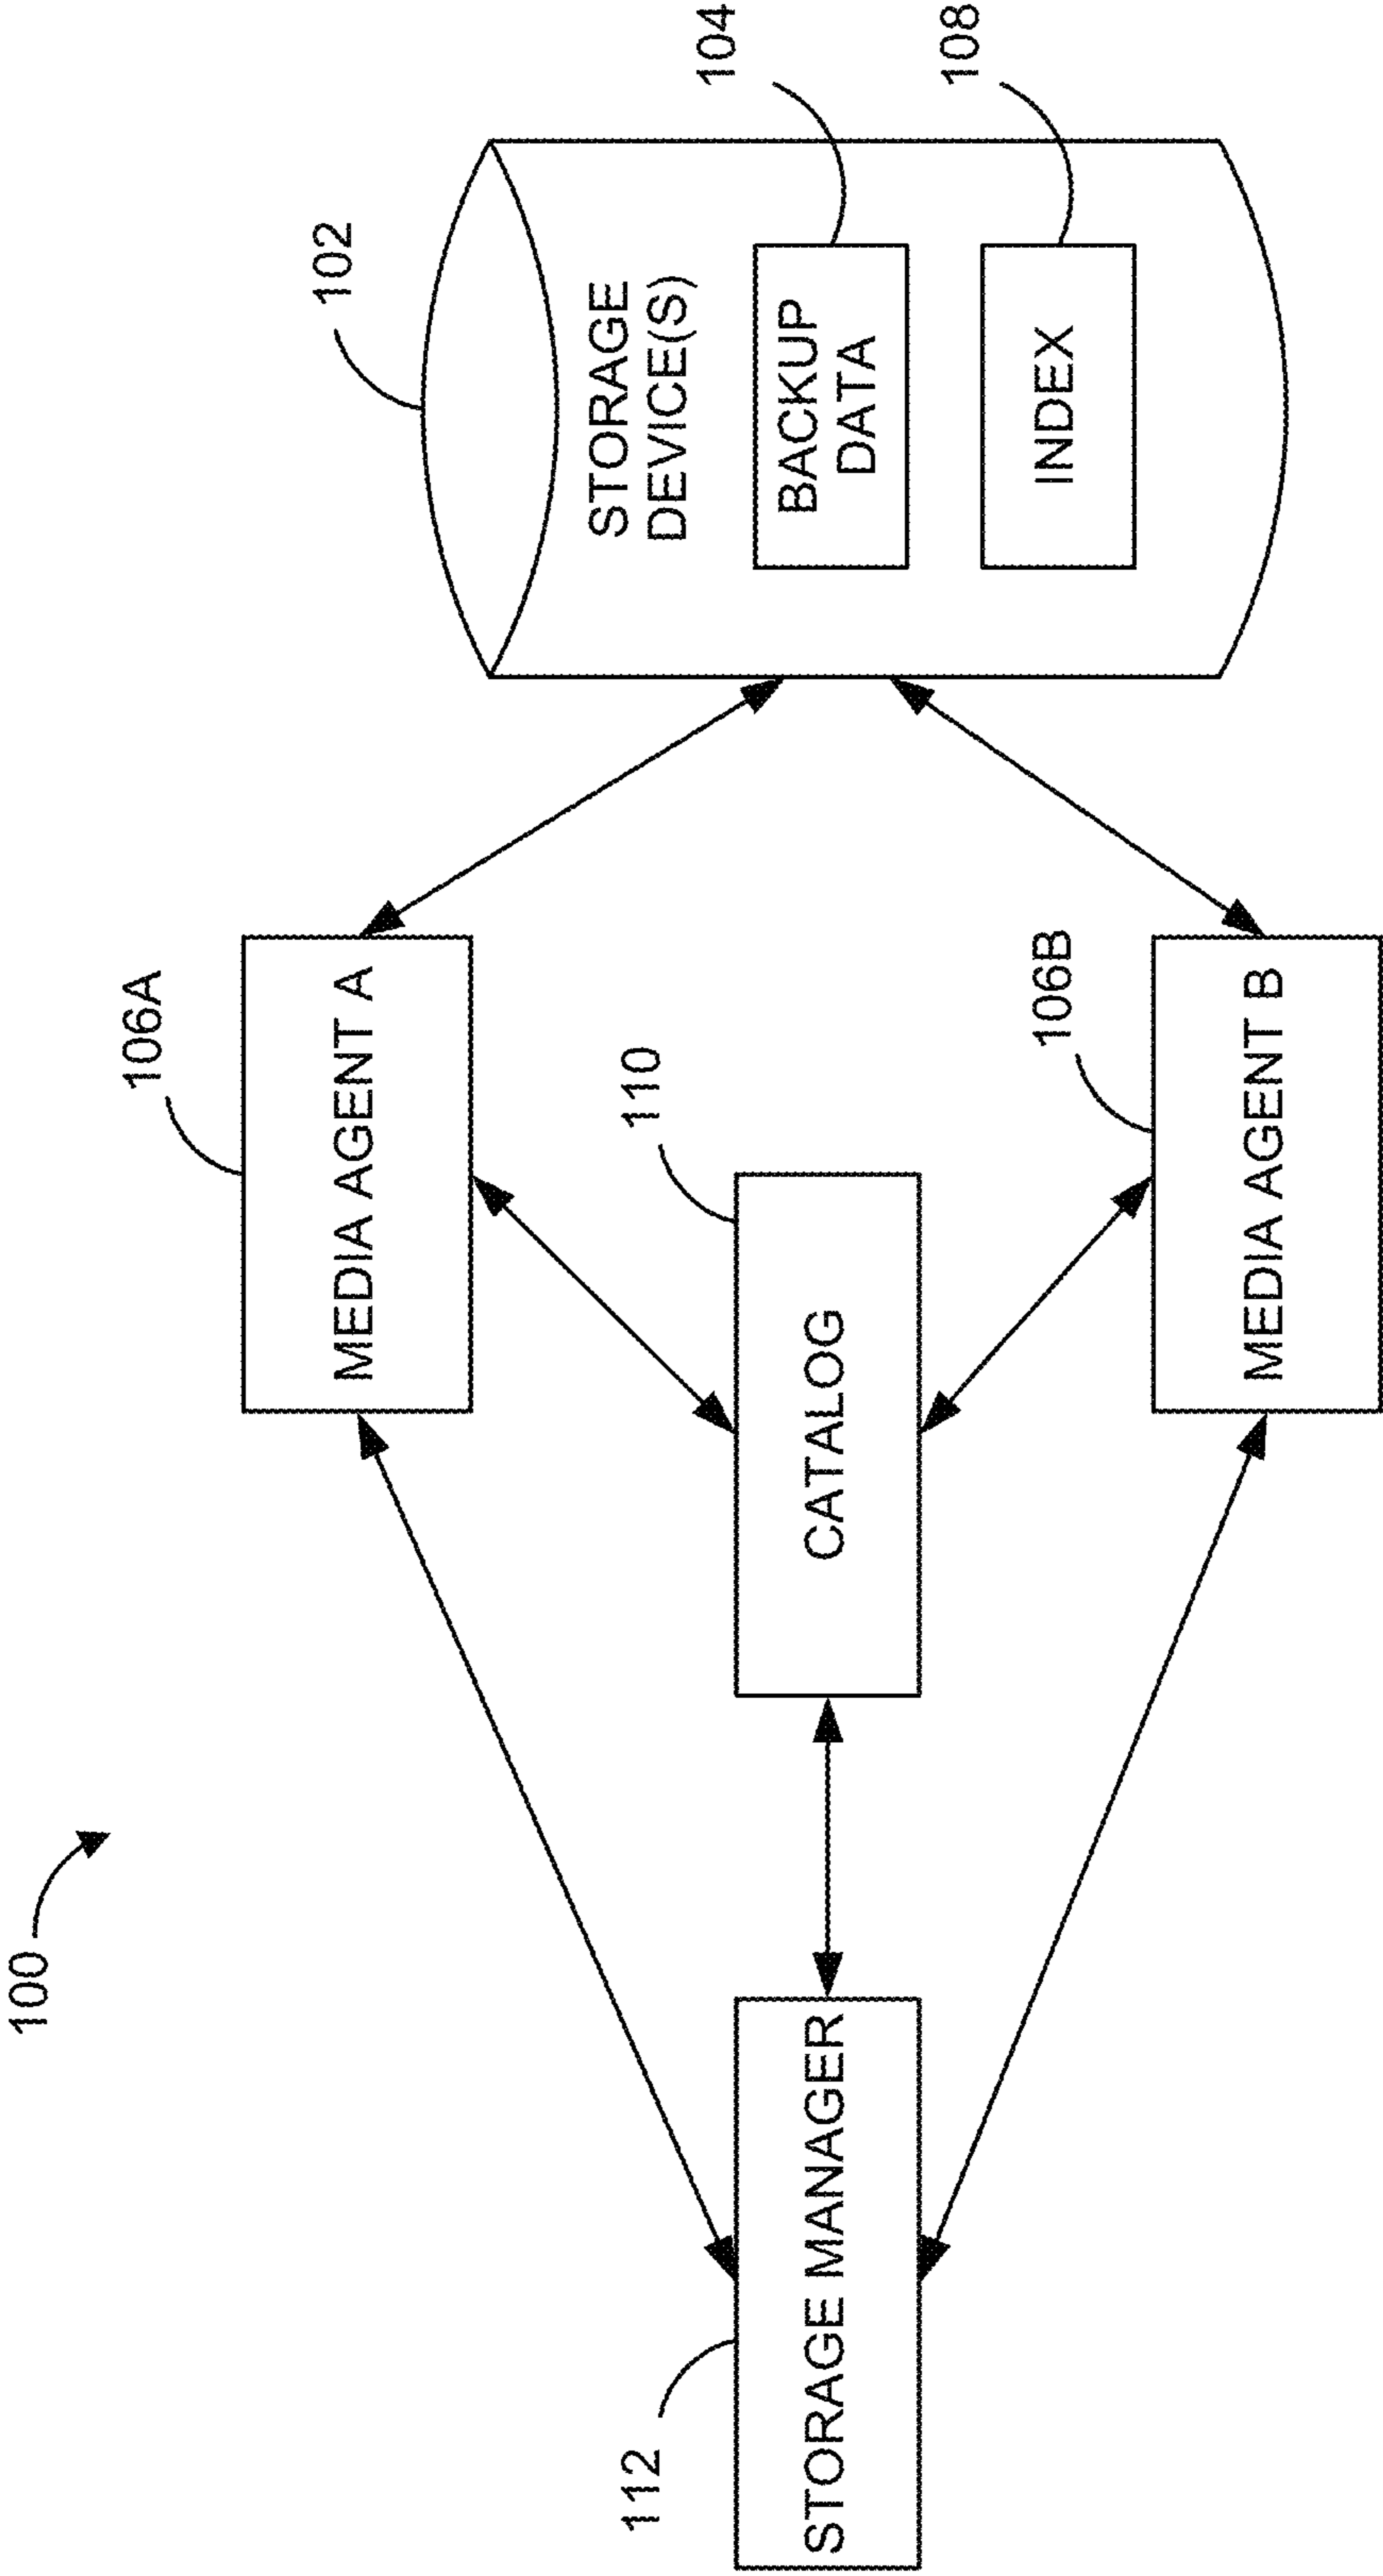 100
106A
MEDIA AGENT A
102
STORAGE
DEVICE(S)
104
BACKUP
DATA
108
INDEX
110
CATALOG
112
STORAGE MANAGER
106B
MEDIA AGENT B